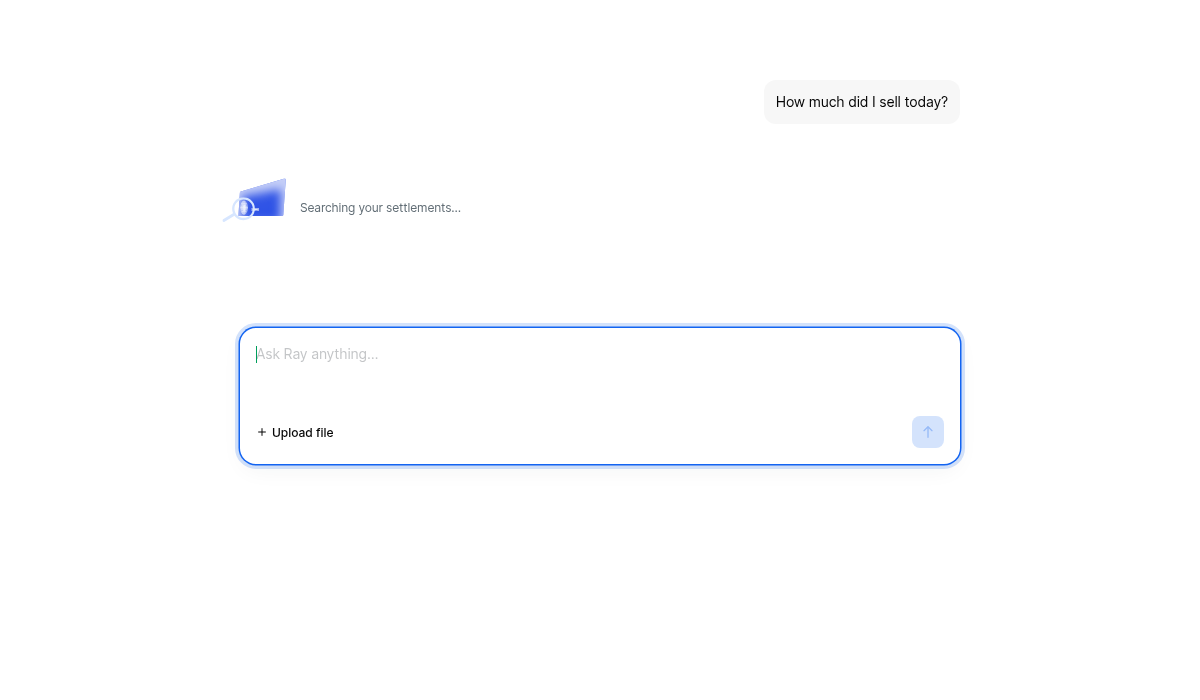 How much did I sell today?
Searching your settlements...
Ask Ray anything...
+ Upload file